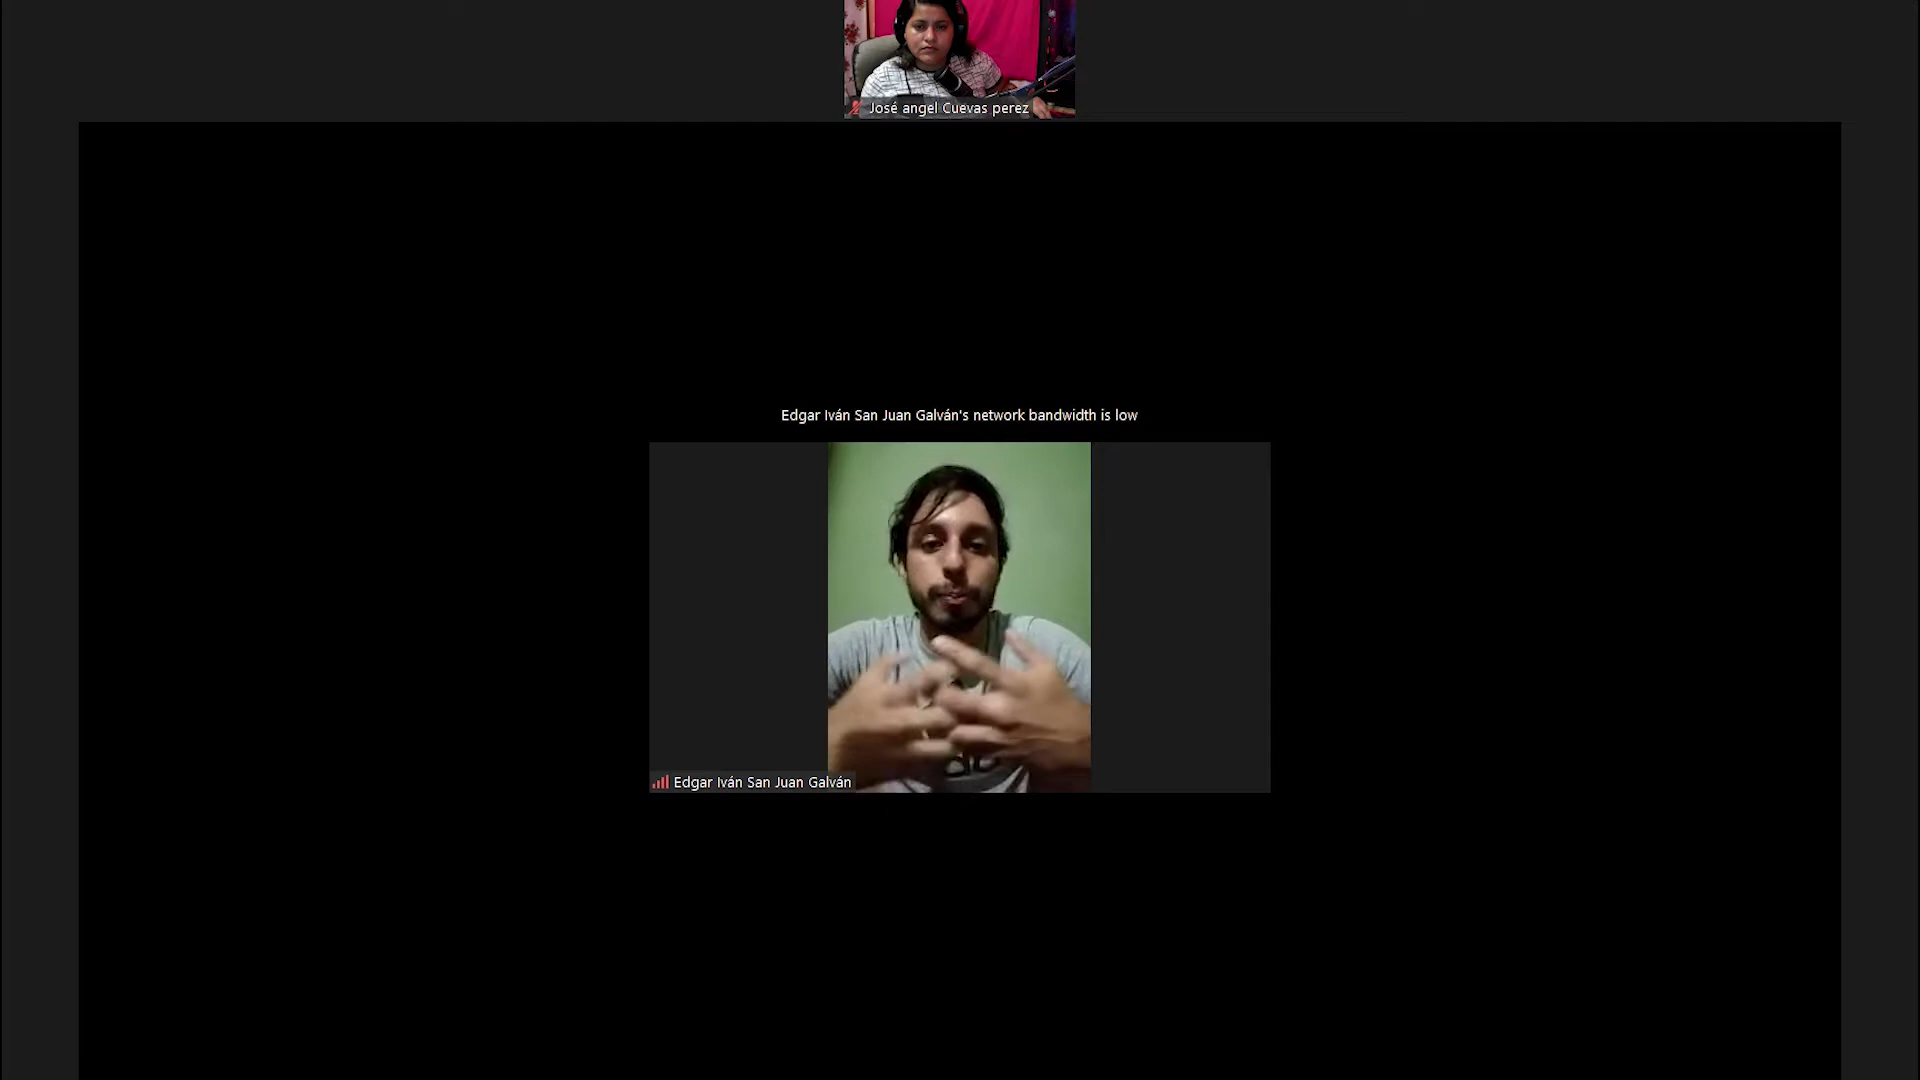 José angel Cuevas perez
Edgar Iván San Juan Galván's network bandwidth is low
Edgar Iván San Juan Galván